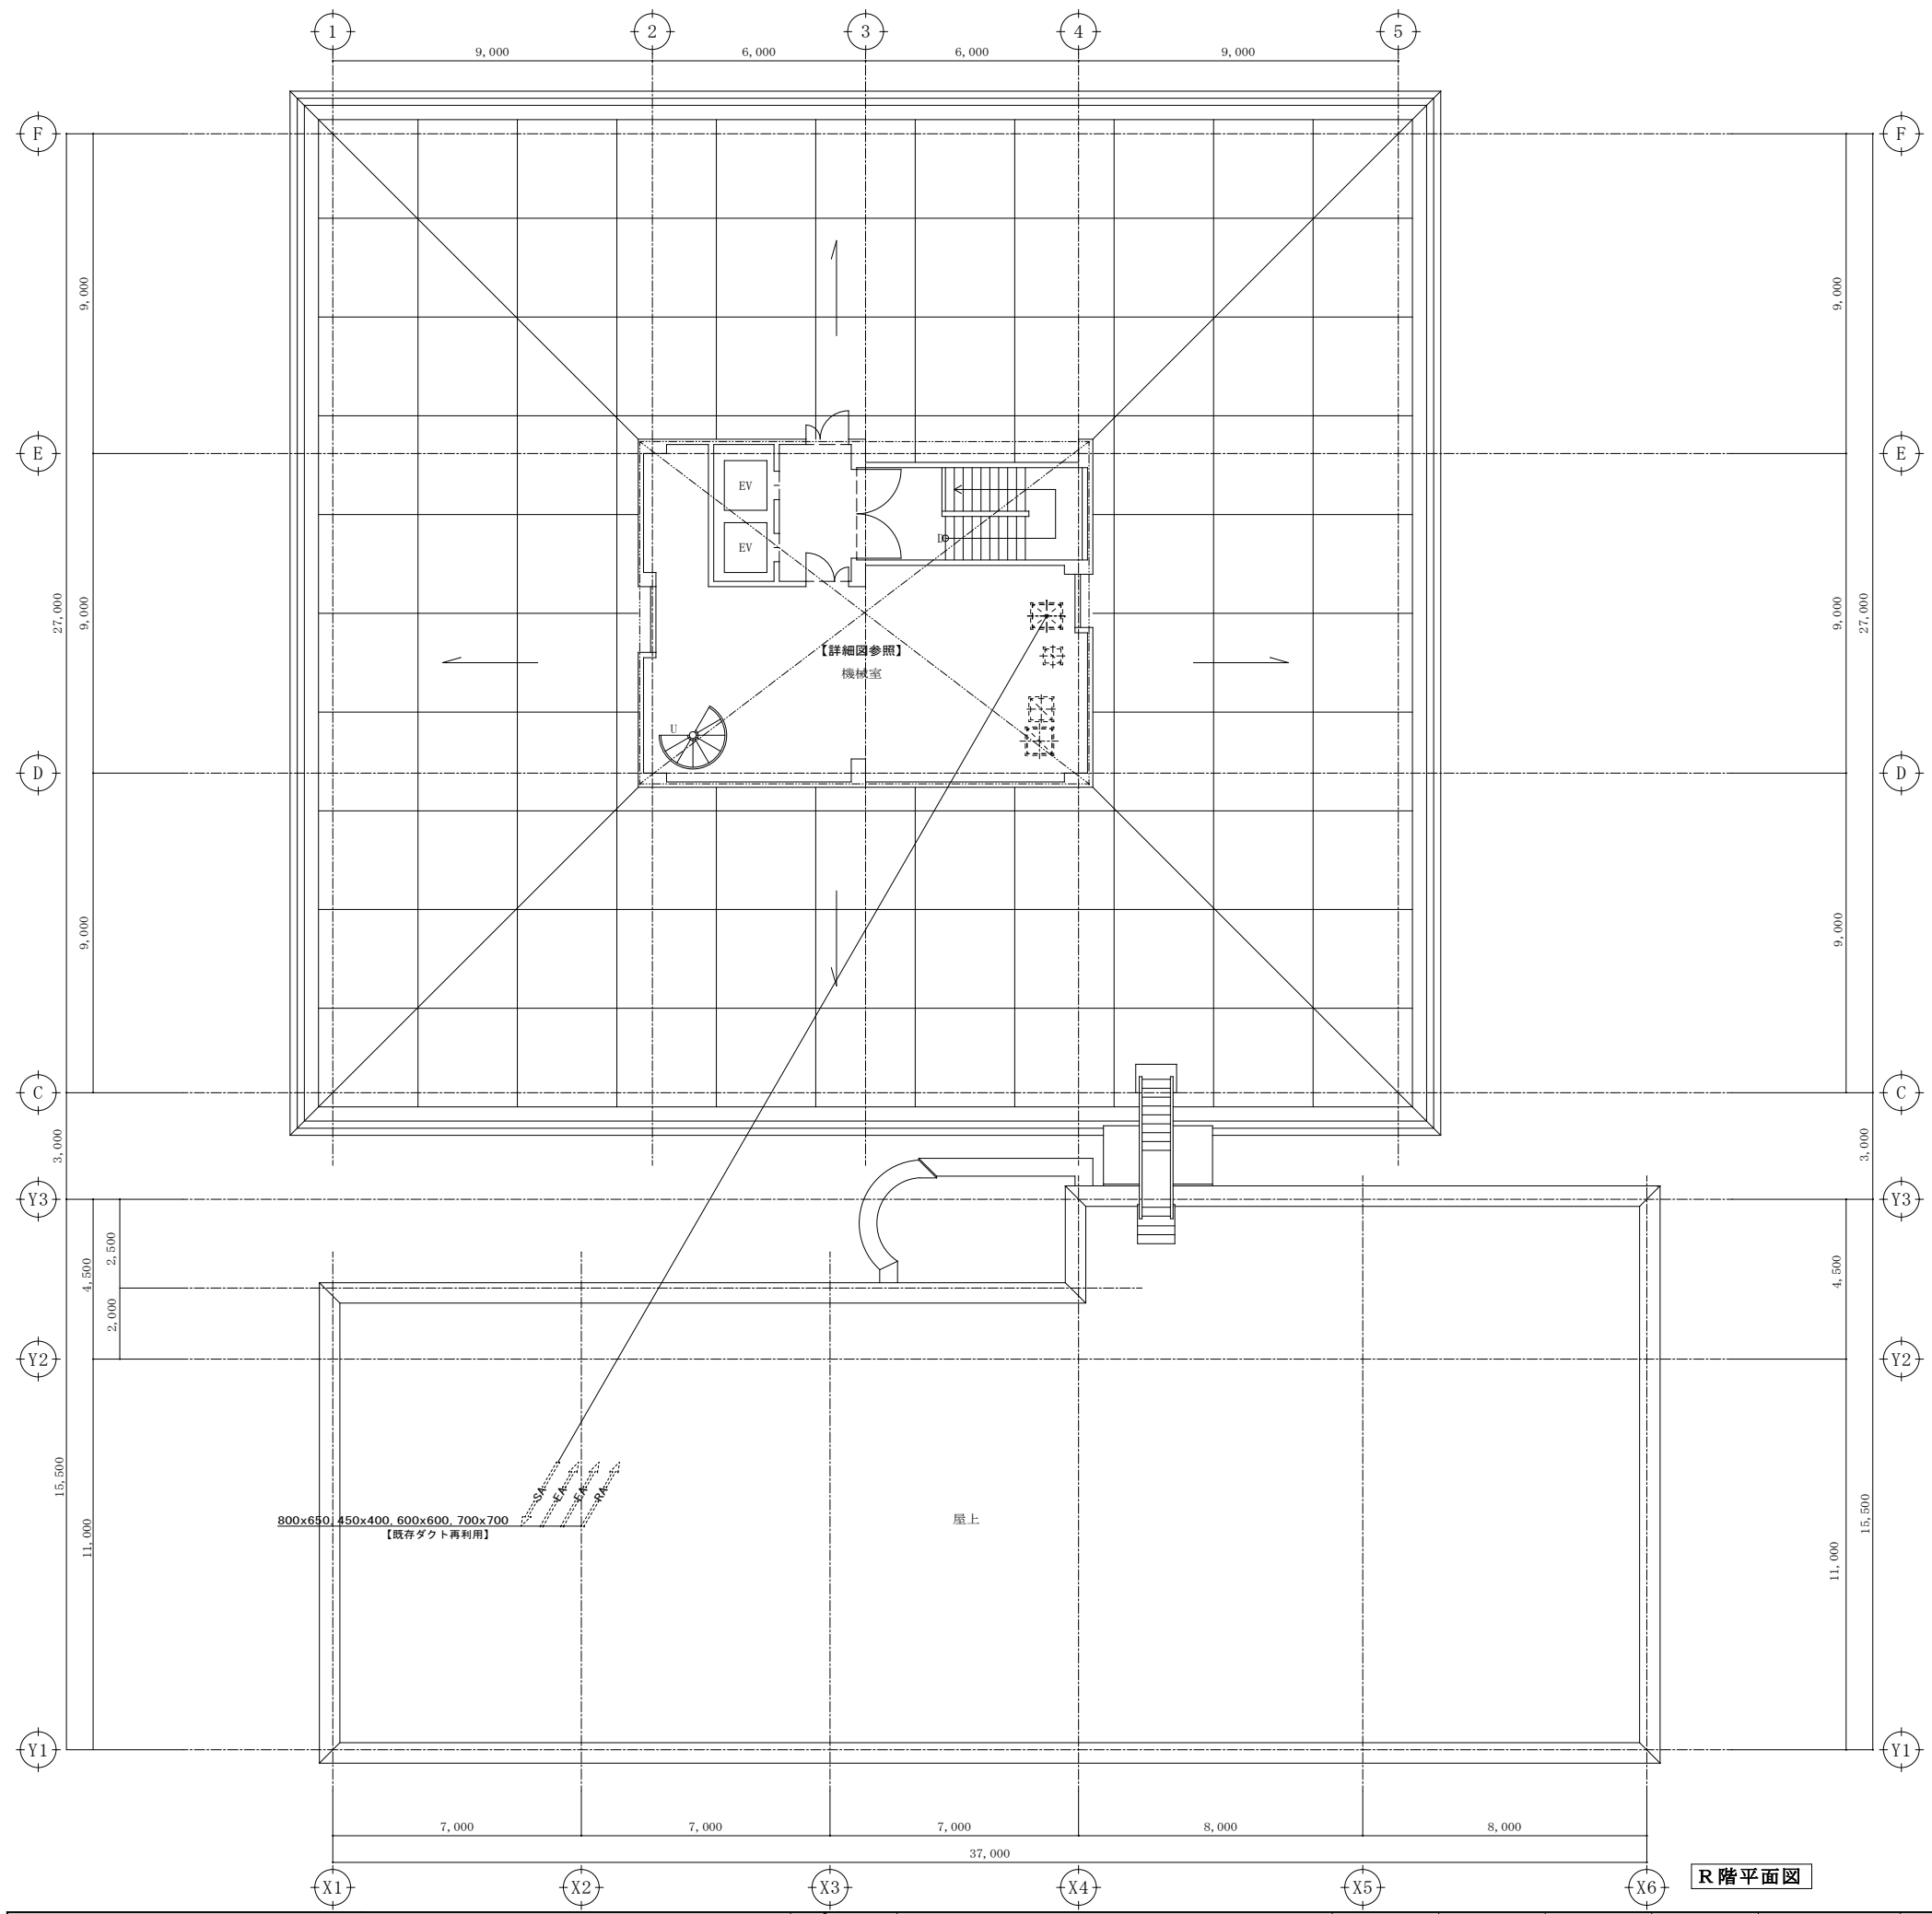 1 2 3 4 5
9,000 6,000 6,000 9,000
F F
9,000 9,000
E E
EV
EV
D
27,000 9,000 9,000 27,000
【詳細図参照】
機械室
U
D D
9,000 9,000
C C
3,000 3,000
Y3 Y3
2,500
4,500 4,500
2,000
Y2 Y2
SA EA EA RA
15,500 15,500
800x650, 450x400, 600x600, 700x700
【既存ダクト再利用】
屋上
11,000 11,000
Y1 Y1
7,000 7,000 7,000 8,000 8,000
37,000
R階平面図
X1 X2 X3 X4 X5 X6